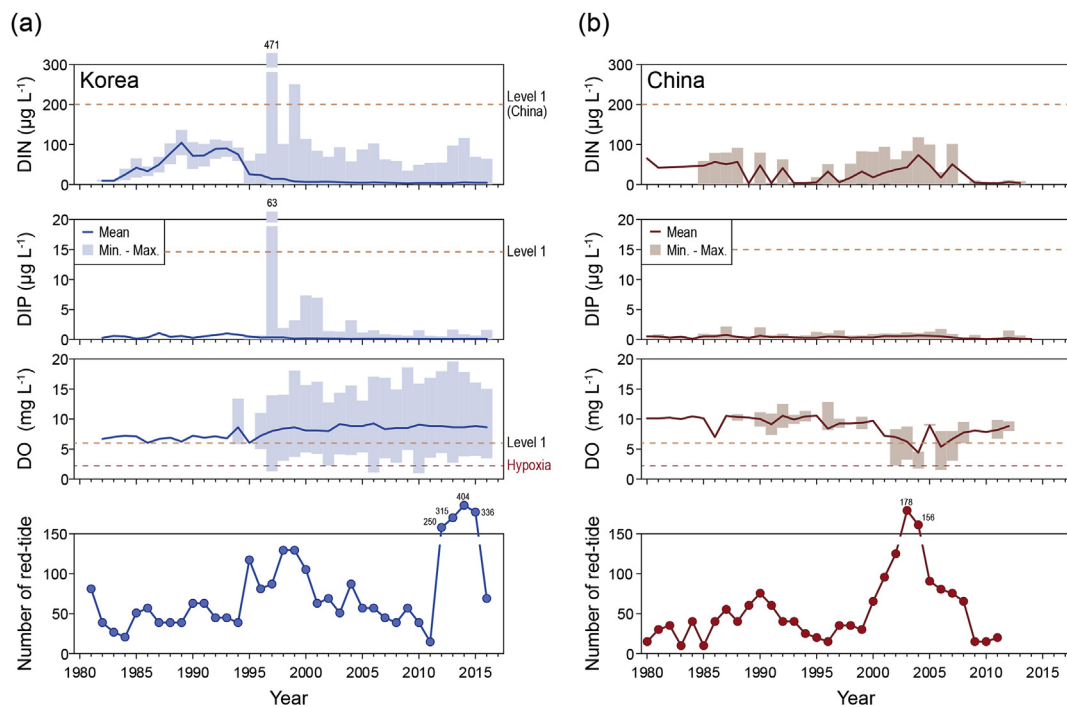 (a)
471
300
Korea
200
100
0
DIN (µg L⁻¹)
Level 1
(China)
63
20
15
10
5
0
DIP (µg L⁻¹)
Mean
Min. - Max.
Level 1
20
15
10
5
0
DO (mg L⁻¹)
Level 1
Hypoxia
404
315
336
250
150
100
50
0
Number of red-tide
1980 1985 1990 1995 2000 2005 2010 2015
Year
(b)
300
China
200
100
0
DIN (µg L⁻¹)
20
15
10
5
0
DIP (µg L⁻¹)
Mean
Min. - Max.
20
15
10
5
0
DO (mg L⁻¹)
178
156
150
100
50
0
Number of red-tide
1980 1985 1990 1995 2000 2005 2010 2015
Year